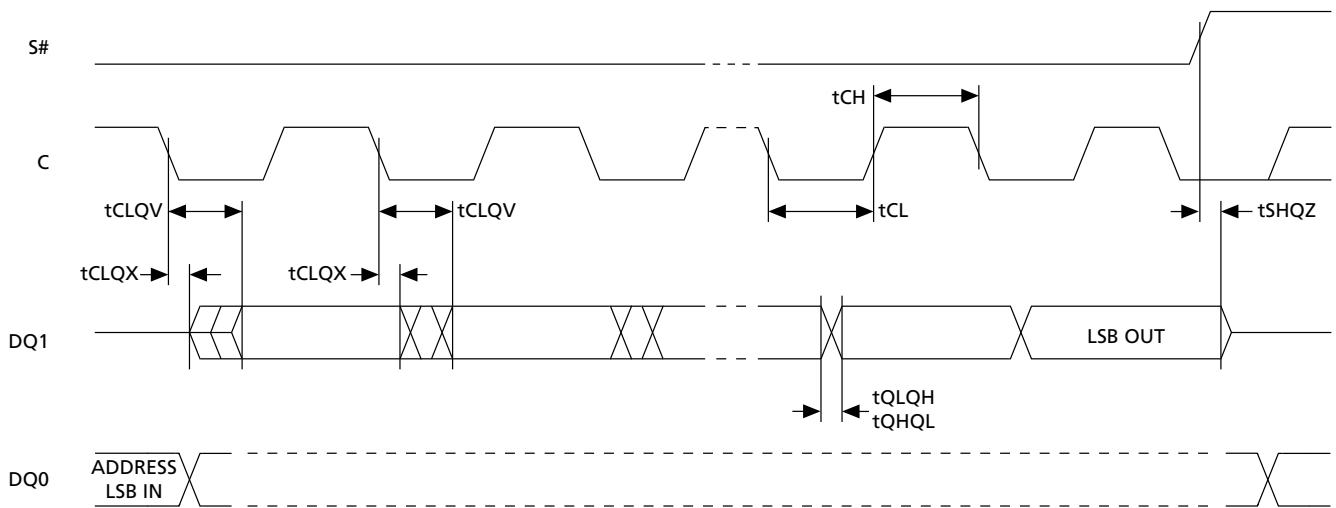 S#
tCH
C
tCLQV
tCLQV
tCL
tSHQZ
tCLQX
tCLQX
DQ1
LSB OUT
tQLQH
tQHQL
DQ0
ADDRESS
LSB IN